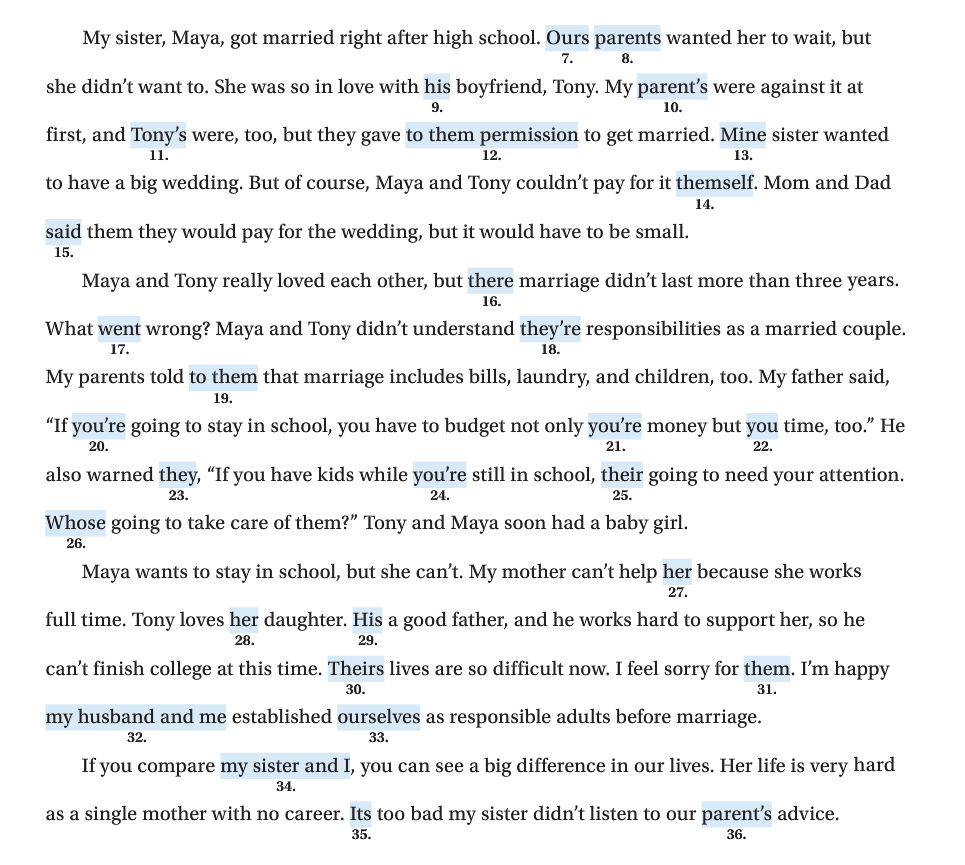 My sister, Maya, got married right after high school. Ours parents wanted her to wait, but
7. 8.
she didn’t want to. She was so in love with his boyfriend, Tony. My parent’s were against it at
9. 10.
first, and Tony’s were, too, but they gave to them permission to get married. Mine sister wanted
11. 12. 13.
to have a big wedding. But of course, Maya and Tony couldn’t pay for it themself. Mom and Dad
14.
said them they would pay for the wedding, but it would have to be small.
15.
Maya and Tony really loved each other, but there marriage didn’t last more than three years.
16.
What went wrong? Maya and Tony didn’t understand they’re responsibilities as a married couple.
17. 18.
My parents told to them that marriage includes bills, laundry, and children, too. My father said,
19.
“If you’re going to stay in school, you have to budget not only you’re money but you time, too.” He
20. 21. 22.
also warned they, “If you have kids while you’re still in school, their going to need your attention.
23. 24. 25.
Whose going to take care of them?” Tony and Maya soon had a baby girl.
26.
Maya wants to stay in school, but she can’t. My mother can’t help her because she works
27.
full time. Tony loves her daughter. His a good father, and he works hard to support her, so he
28. 29.
can’t finish college at this time. Theirs lives are so difficult now. I feel sorry for them. I’m happy
30. 31.
my husband and me established ourselves as responsible adults before marriage.
32. 33.
If you compare my sister and I, you can see a big difference in our lives. Her life is very hard
34.
as a single mother with no career. Its too bad my sister didn’t listen to our parent’s advice.
35. 36.